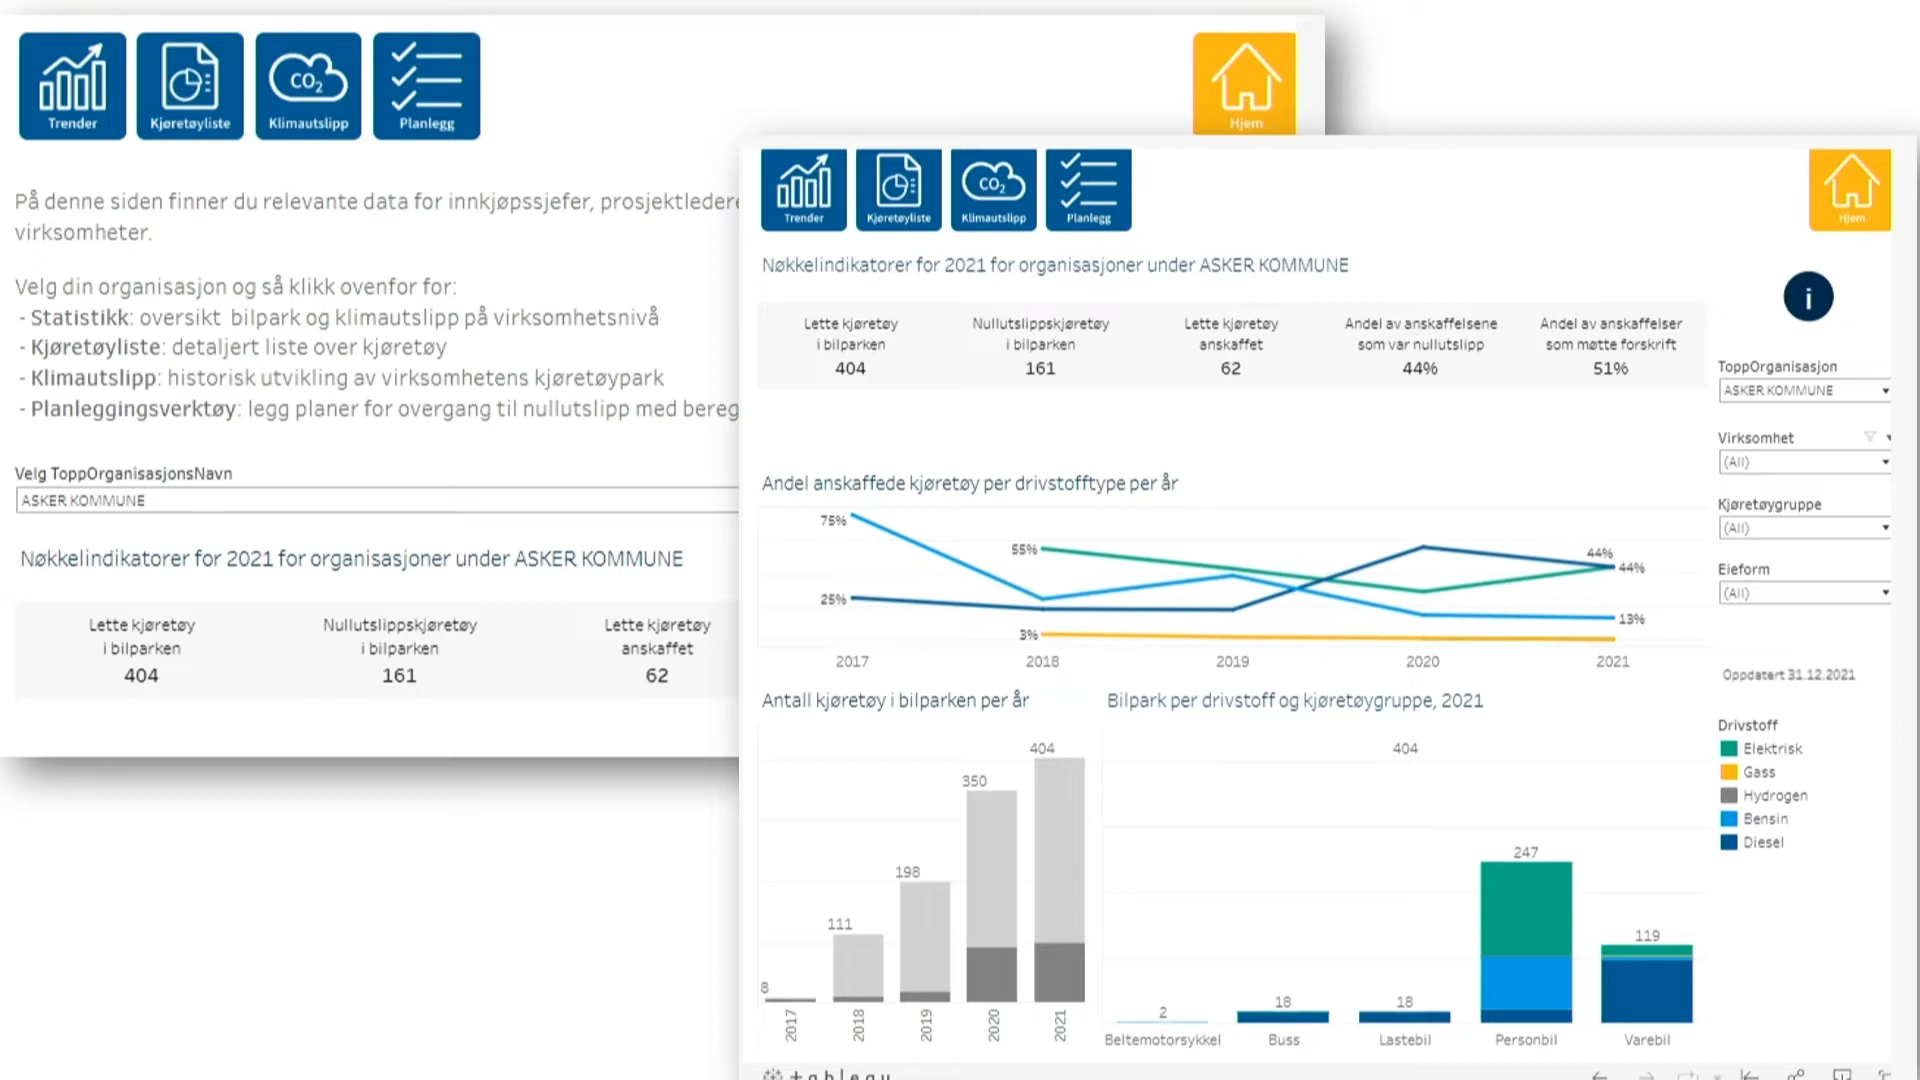 Trender
Kjøretøyliste
CO2
Klimautslipp
Planlegg
Hjem
På denne siden finner du relevante data for innkjøpssjefer, prosjektledere
virksomheter.
Velg din organisasjon og så klikk ovenfor for:
- Statistikk: oversikt bilpark og klimautslipp på virksomhetsnivå
- Kjøretøyliste: detaljert liste over kjøretøy
- Klimautslipp: historisk utvikling av virksomhetens kjøretøypark
- Planleggingsverktøy: legg planer for overgang til nullutslipp med bereg
Velg ToppOrganisasjonsNavn
ASKER KOMMUNE
Nøkkelindikatorer for 2021 for organisasjoner under ASKER KOMMUNE
Lette kjøretøy
i bilparken
404
Nullutslippskjøretøy
i bilparken
161
Lette kjøretøy
anskaffet
62
Trender
Kjøretøyliste
CO2
Klimautslipp
Planlegg
Hjem
Nøkkelindikatorer for 2021 for organisasjoner under ASKER KOMMUNE
i
Lette kjøretøy
i bilparken
404
Nullutslippskjøretøy
i bilparken
161
Lette kjøretøy
anskaffet
62
Andel av anskaffelsene
som var nullutslipp
44%
Andel av anskaffelser
som møtte forskrift
51%
ToppOrganisasjon
ASKER KOMMUNE
Virksomhet
(All)
Kjøretøygruppe
(All)
Eieform
(All)
Oppdatert 31.12.2021
Drivstoff
Elektrisk
Gass
Hydrogen
Bensin
Diesel
Andel anskaffede kjøretøy per drivstofftype per år
75%
55%
25%
3%
44%
44%
13%
2017 2018 2019 2020 2021
Antall kjøretøy i bilparken per år
8
111
198
350
404
2017 2018 2019 2020 2021
Bilpark per drivstoff og kjøretøygruppe, 2021
404
2
18
18
247
119
Beltemotorsykkel Buss Lastebil Personbil Varebil
tableau